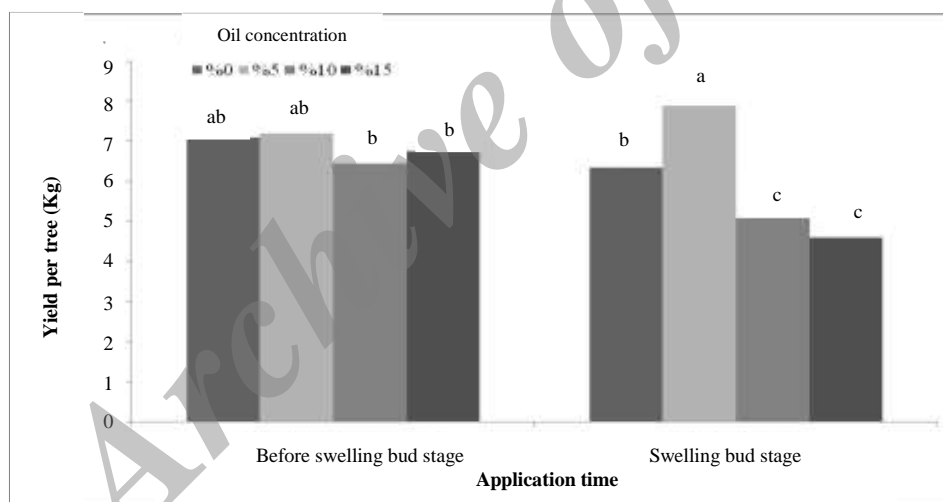 Oil concentration
%0 %5 %10 %15
9
8
7
6
5
4
3
2
1
0
Yield per tree (Kg)
ab ab b b
b a c c
Before swelling bud stage Swelling bud stage
Application time
Archive of